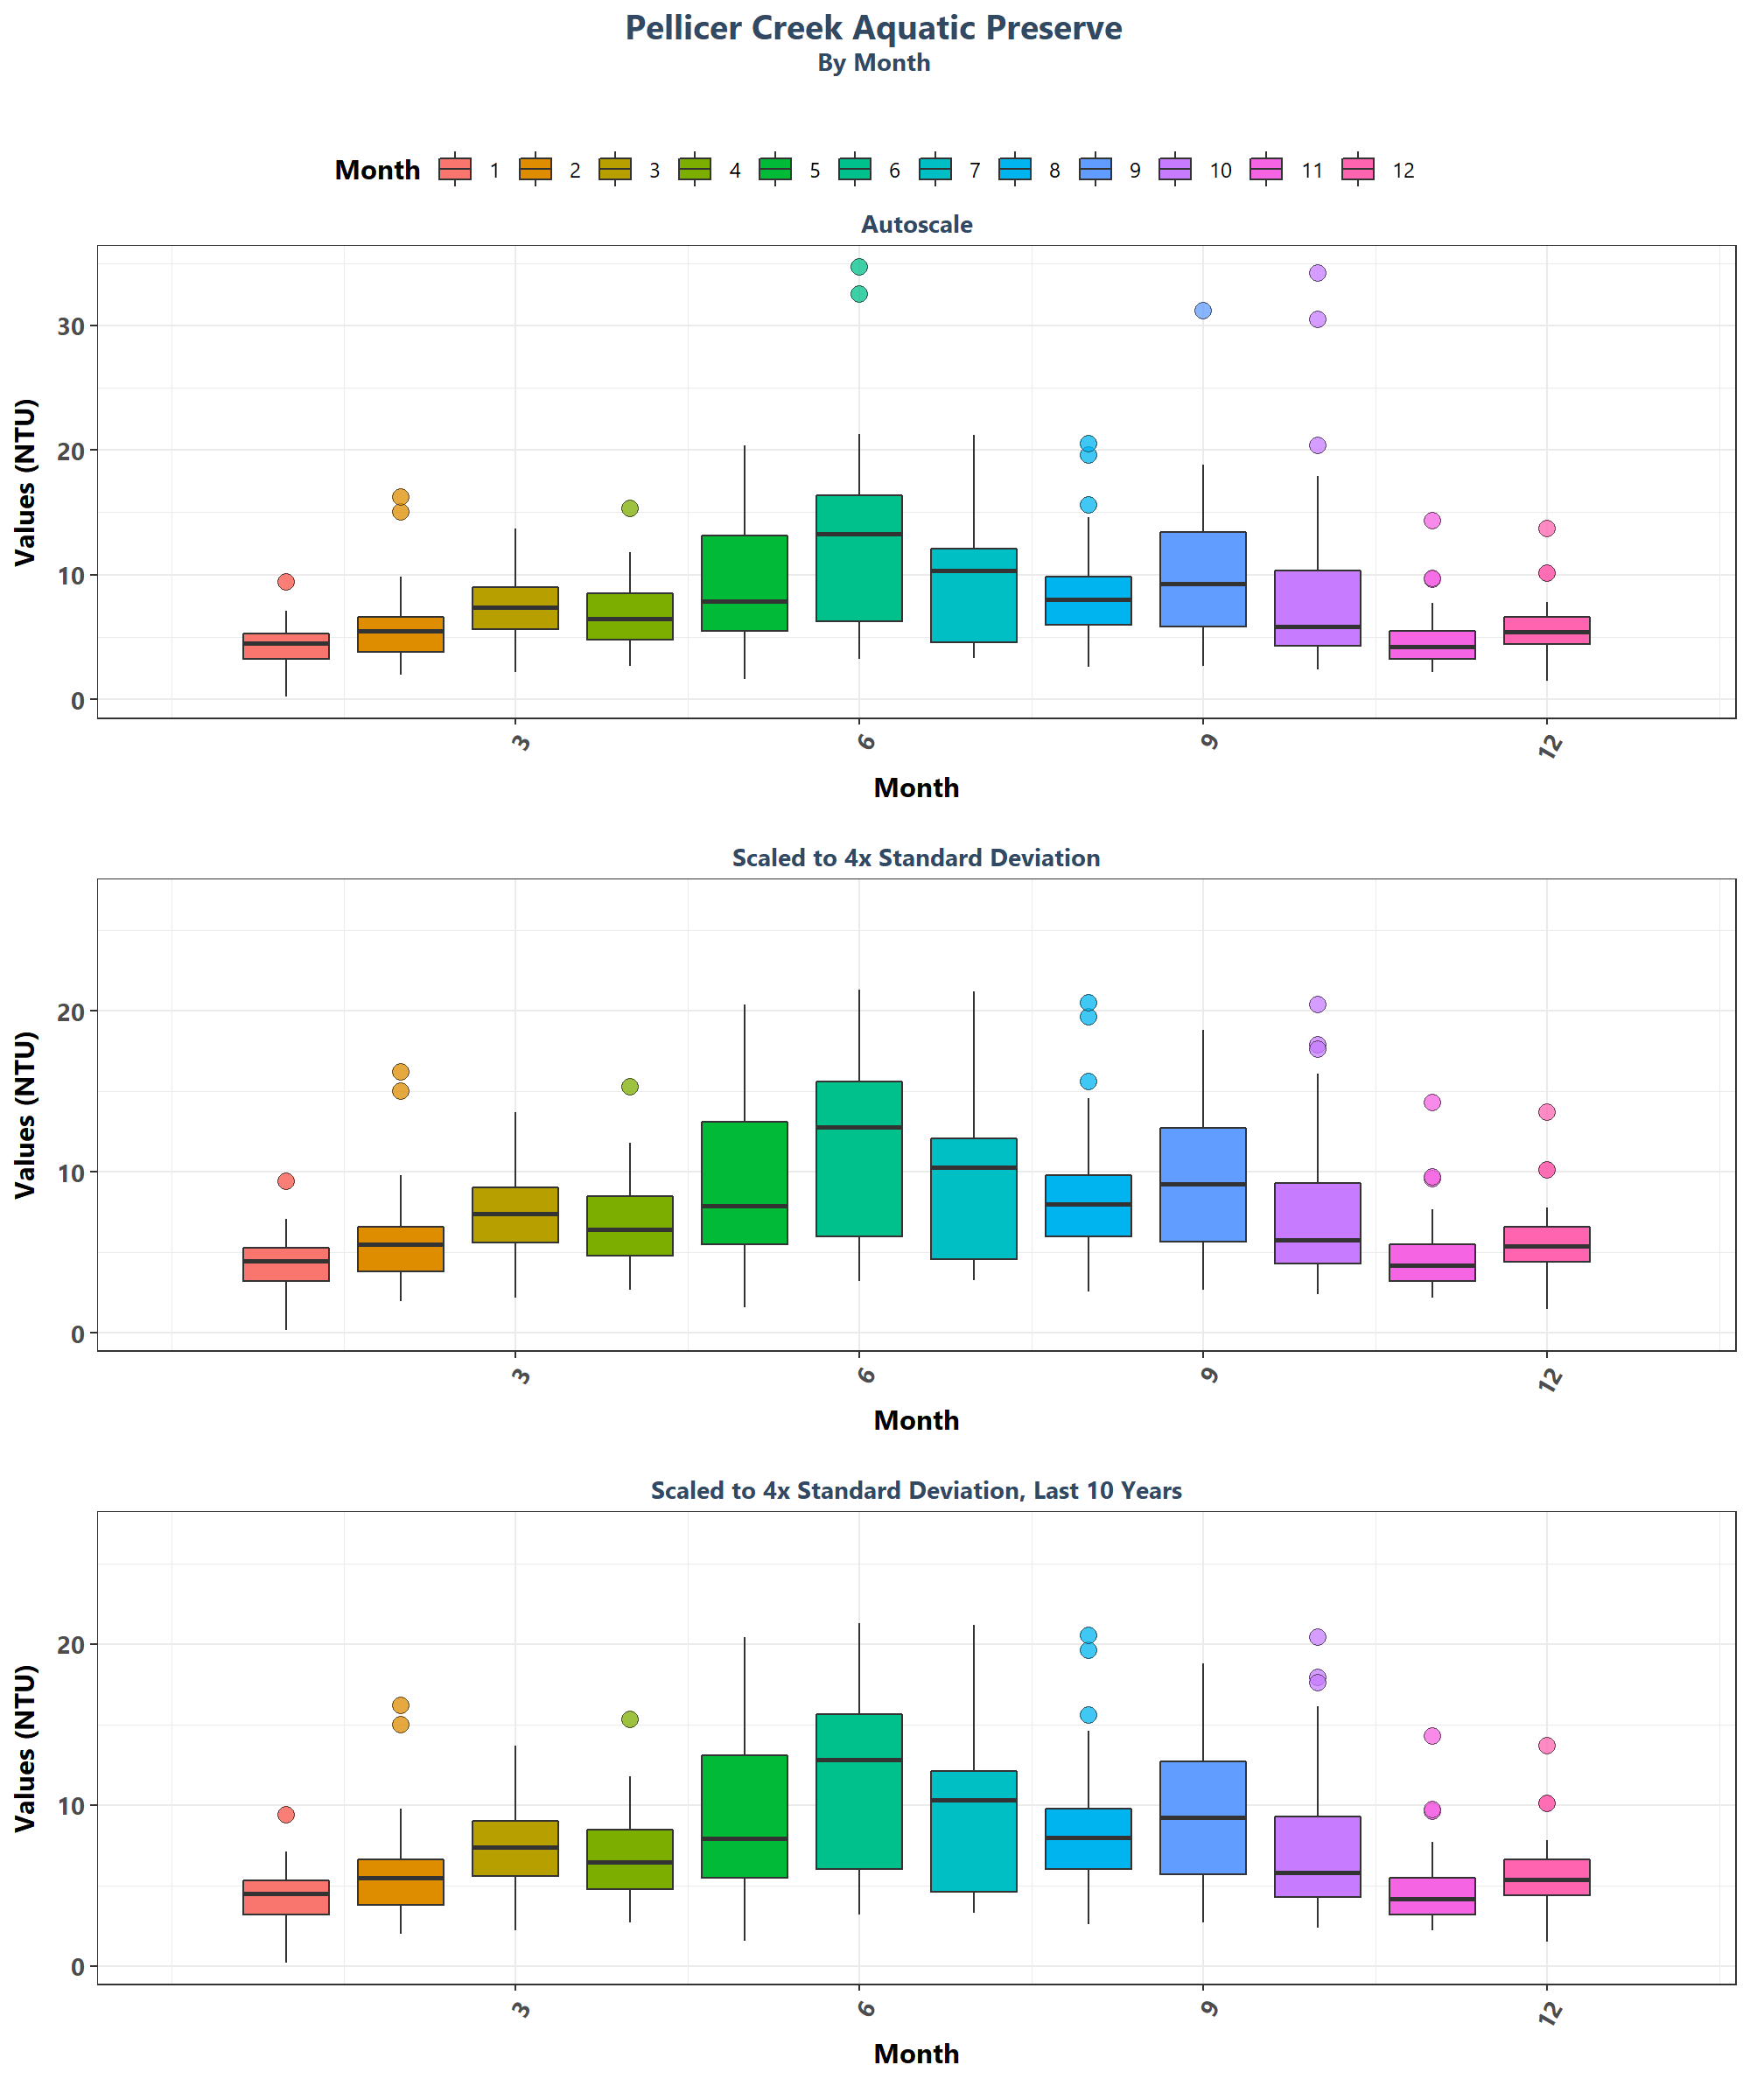 Pellicer Creek Aquatic Preserve
By Month
Month 1 2 3 4 5 6 7 8 9 10 11 12
Autoscale
Values (NTU)
30
20
10
0
3 6 9 12
Month
Scaled to 4x Standard Deviation
Values (NTU)
20
10
0
3 6 9 12
Month
Scaled to 4x Standard Deviation, Last 10 Years
Values (NTU)
20
10
0
3 6 9 12
Month